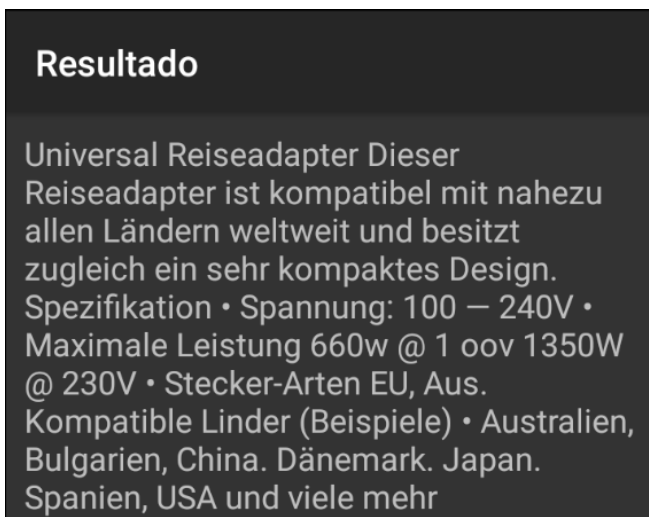 Resultado
Universal Reiseadapter Dieser
Reiseadapter ist kompatibel mit nahezu
allen Ländern weltweit und besitzt
zugleich ein sehr kompaktes Design.
Spezifikation • Spannung: 100 — 240V •
Maximale Leistung 660w @ 1 oov 1350W
@ 230V • Stecker-Arten EU, Aus.
Kompatible Linder (Beispiele) • Australien,
Bulgarien, China. Dänemark. Japan.
Spanien, USA und viele mehr